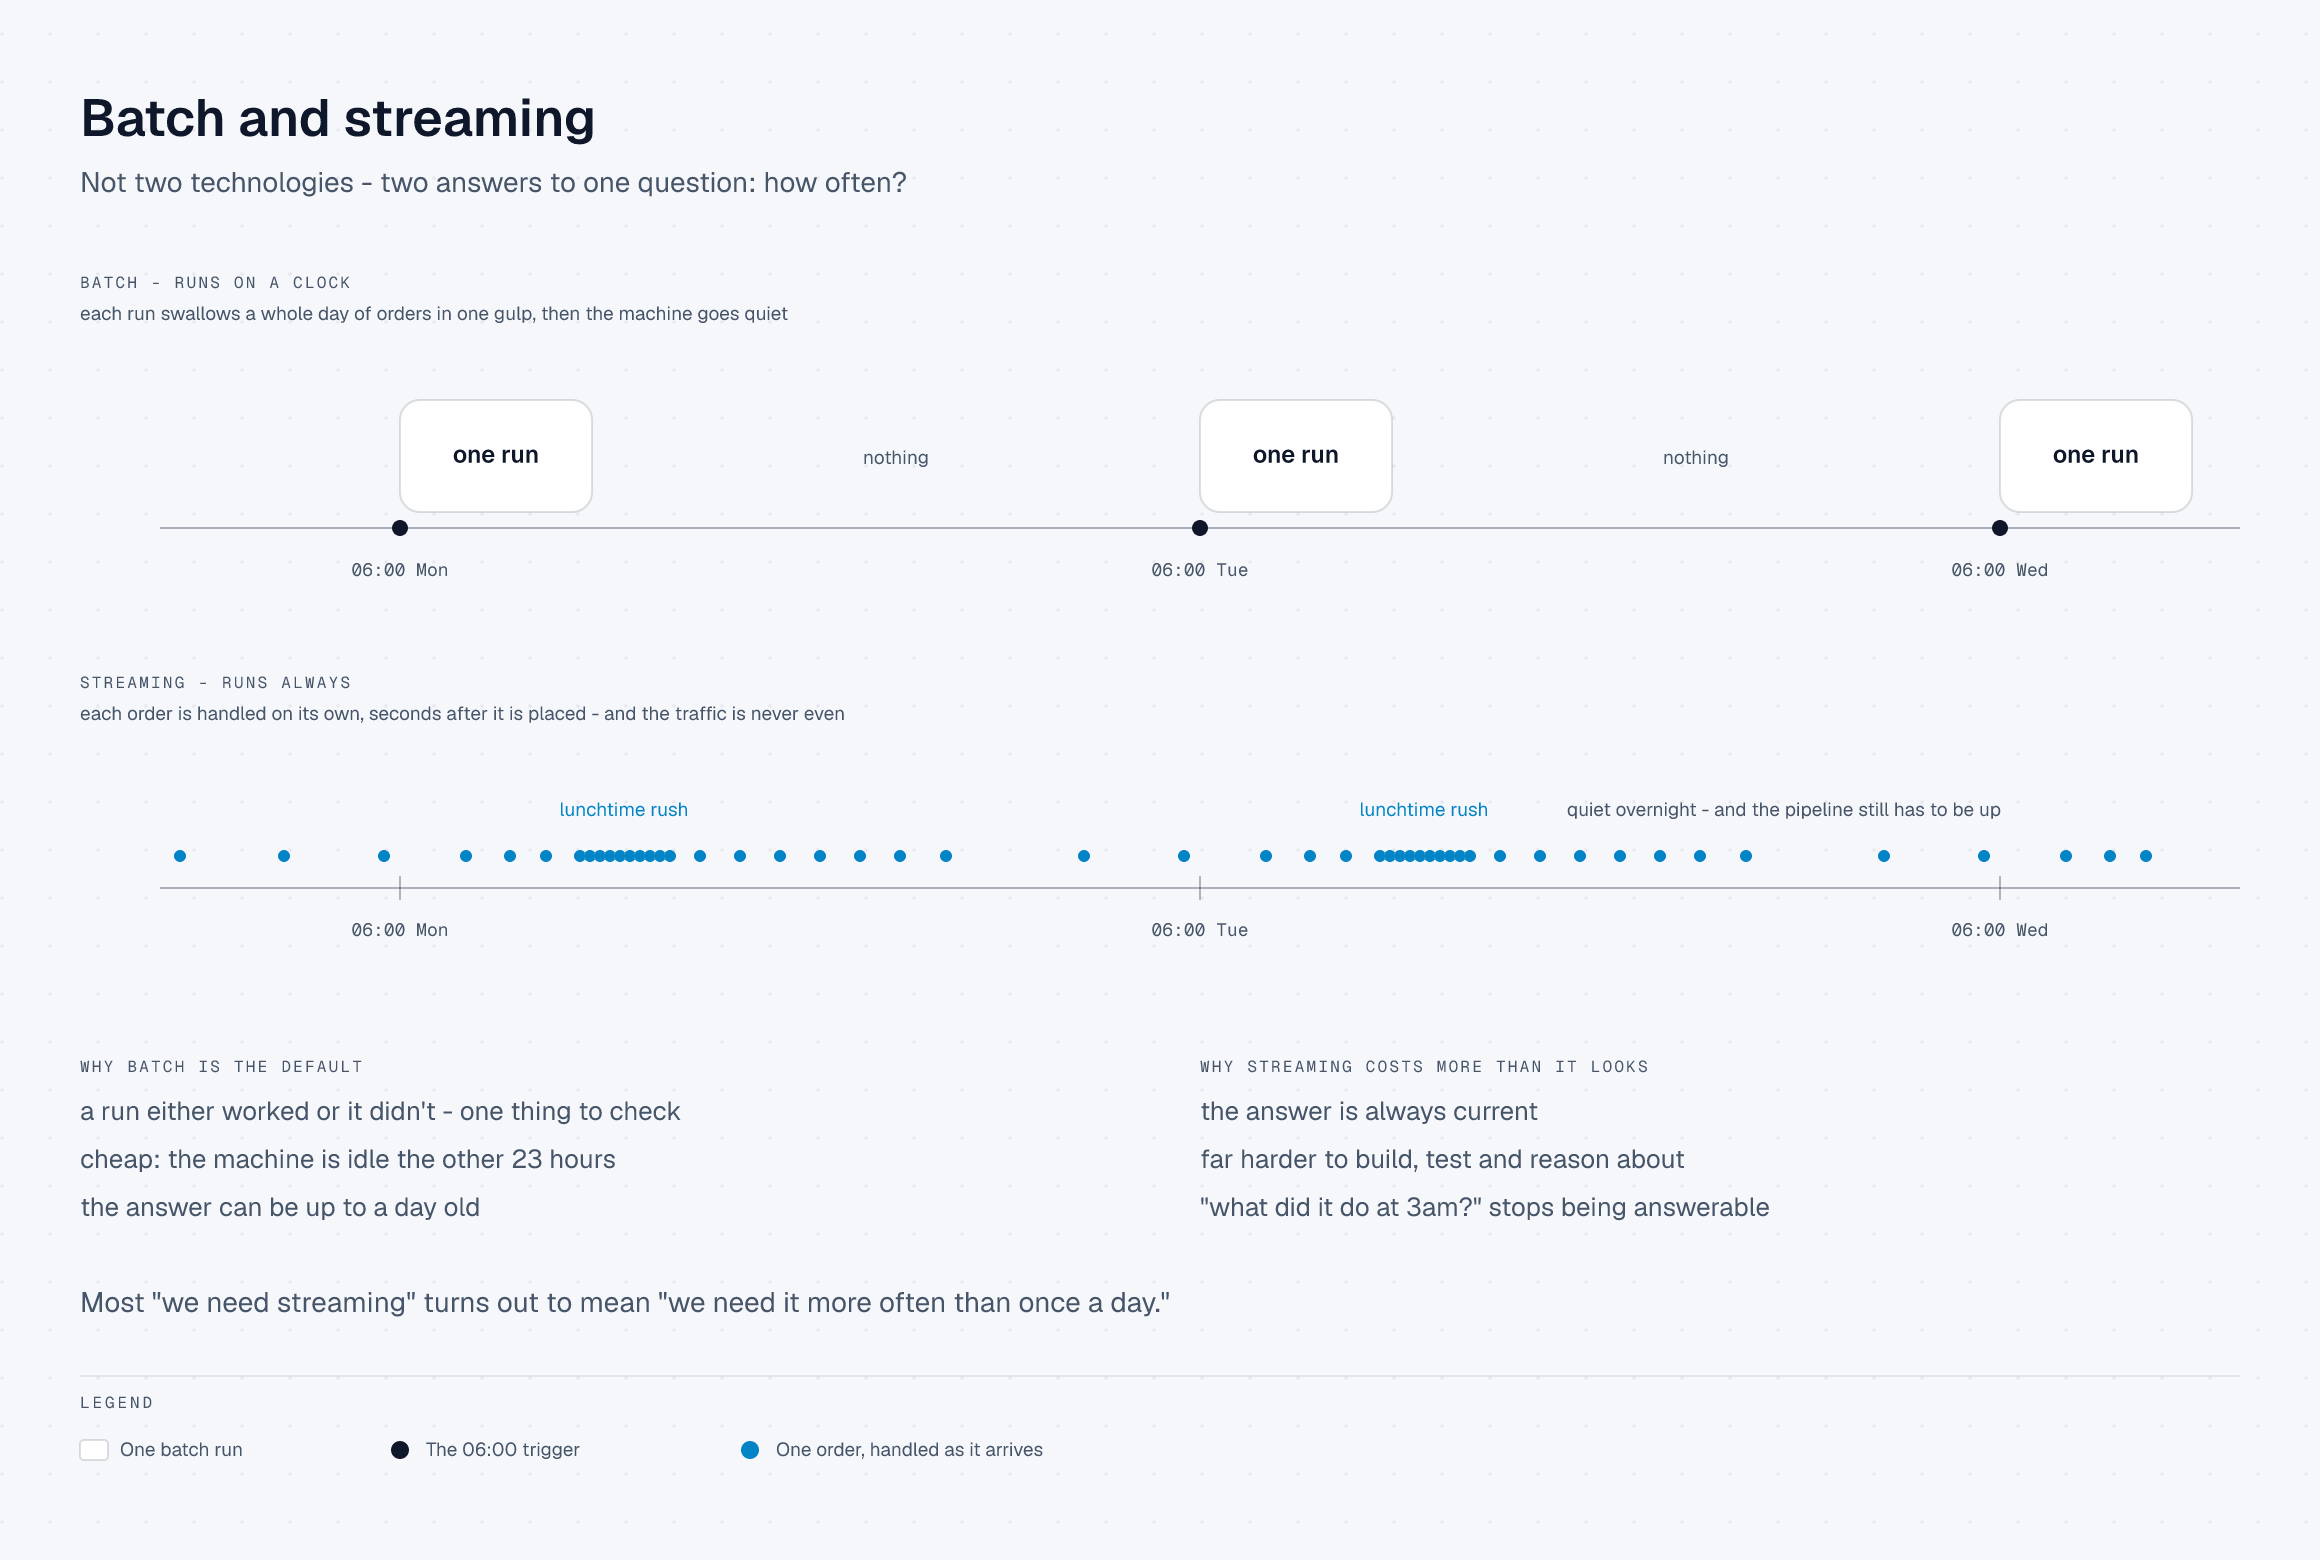 Batch and streaming
Not two technologies - two answers to one question: how often?
BATCH - RUNS ON A CLOCK
each run swallows a whole day of orders in one gulp, then the machine goes quiet
one run
nothing
one run
nothing
one run
06:00 Mon
06:00 Tue
06:00 Wed
STREAMING - RUNS ALWAYS
each order is handled on its own, seconds after it is placed - and the traffic is never even
lunchtime rush
lunchtime rush
quiet overnight - and the pipeline still has to be up
06:00 Mon
06:00 Tue
06:00 Wed
WHY BATCH IS THE DEFAULT
a run either worked or it didn't - one thing to check
cheap: the machine is idle the other 23 hours
the answer can be up to a day old
WHY STREAMING COSTS MORE THAN IT LOOKS
the answer is always current
far harder to build, test and reason about
"what did it do at 3am?" stops being answerable
Most "we need streaming" turns out to mean "we need it more often than once a day."
LEGEND
One batch run
The 06:00 trigger
One order, handled as it arrives